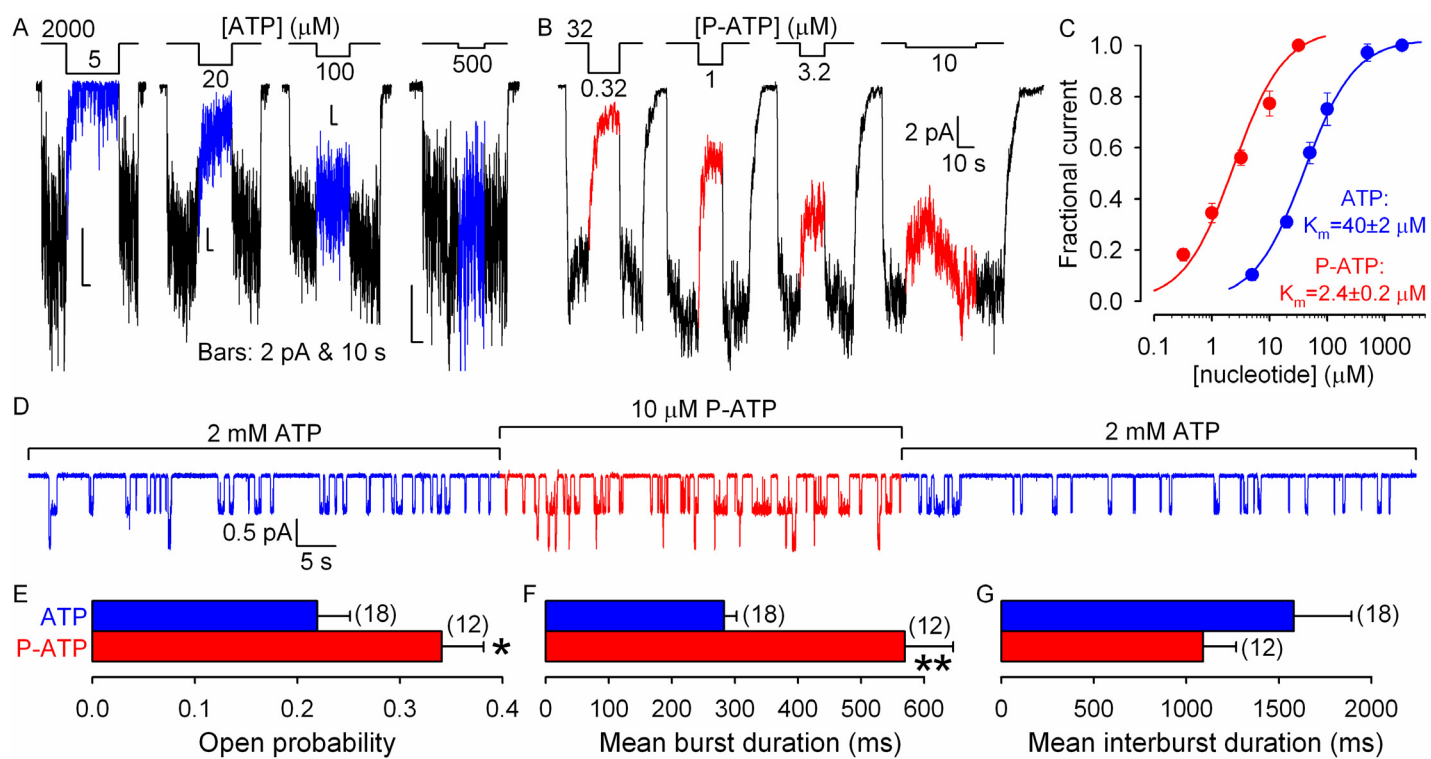 A
[ATP] (μM)
2000
5
20
100
500
Bars: 2 pA & 10 s
B
[P-ATP] (μM)
32
0.32
1
3.2
10
2 pA
10 s
C
Fractional current
1.0
0.8
0.6
0.4
0.2
0.0
ATP:
Km=40±2 μM
P-ATP:
Km=2.4±0.2 μM
0.1 1 10 100 1000
[nucleotide] (μM)
D
2 mM ATP
10 μM P-ATP
2 mM ATP
0.5 pA
5 s
E
ATP
P-ATP
(18)
(12)
*
0.0 0.1 0.2 0.3 0.4
Open probability
F
(18)
(12)
**
0 100 200 300 400 500 600
Mean burst duration (ms)
G
(18)
(12)
0 500 1000 1500 2000
Mean interburst duration (ms)